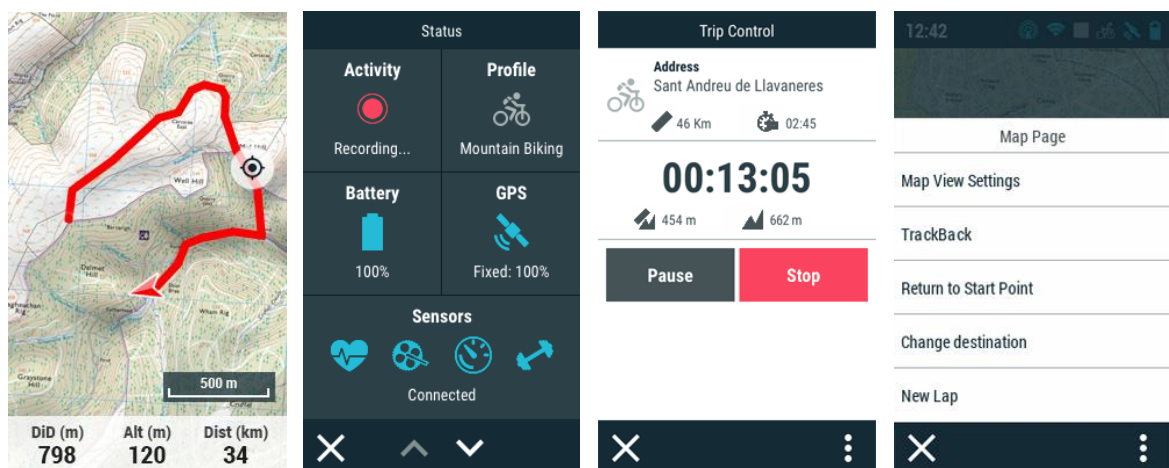 Well Hill
500 m
DiD (m)
Alt (m)
Dist (km)
798
120
34
Status
Activity
Profile
Recording...
Mountain Biking
Battery
GPS
100%
Fixed: 100%
Sensors
Connected
Trip Control
Address
Sant Andreu de Llavaneres
46 Km
02:45
00:13:05
454 m
662 m
Pause
Stop
12:42
Map Page
Map View Settings
TrackBack
Return to Start Point
Change destination
New Lap